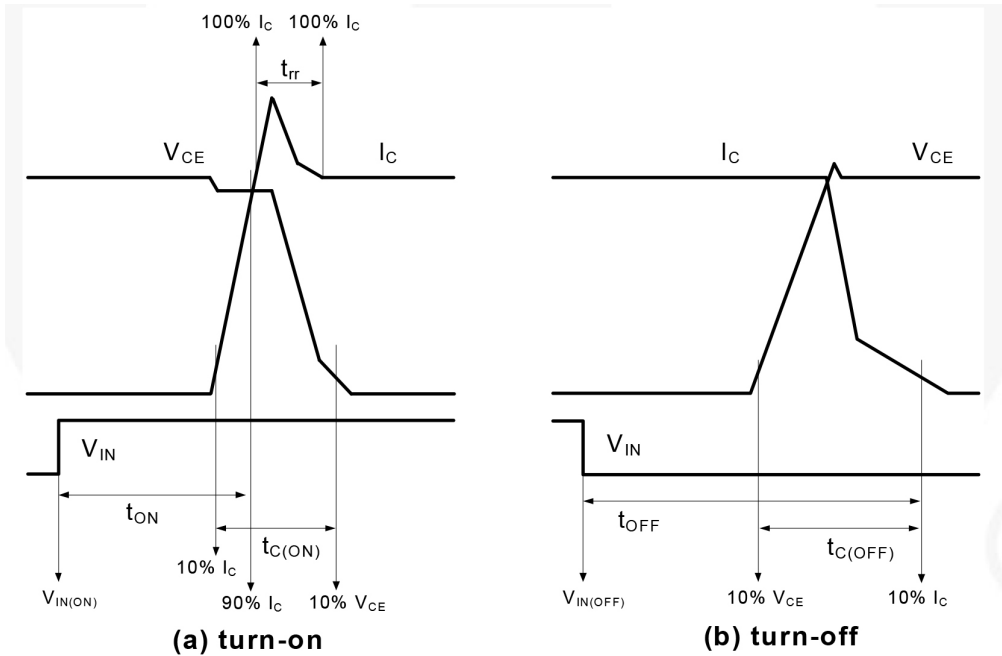 100% IC 100% IC
trr
VCE IC
IC VCE
VIN
VIN
tON
tOFF
tC(ON)
tC(OFF)
10% IC
VIN(ON)
90% IC
10% VCE
VIN(OFF)
10% VCE
10% IC
(a) turn-on
(b) turn-off